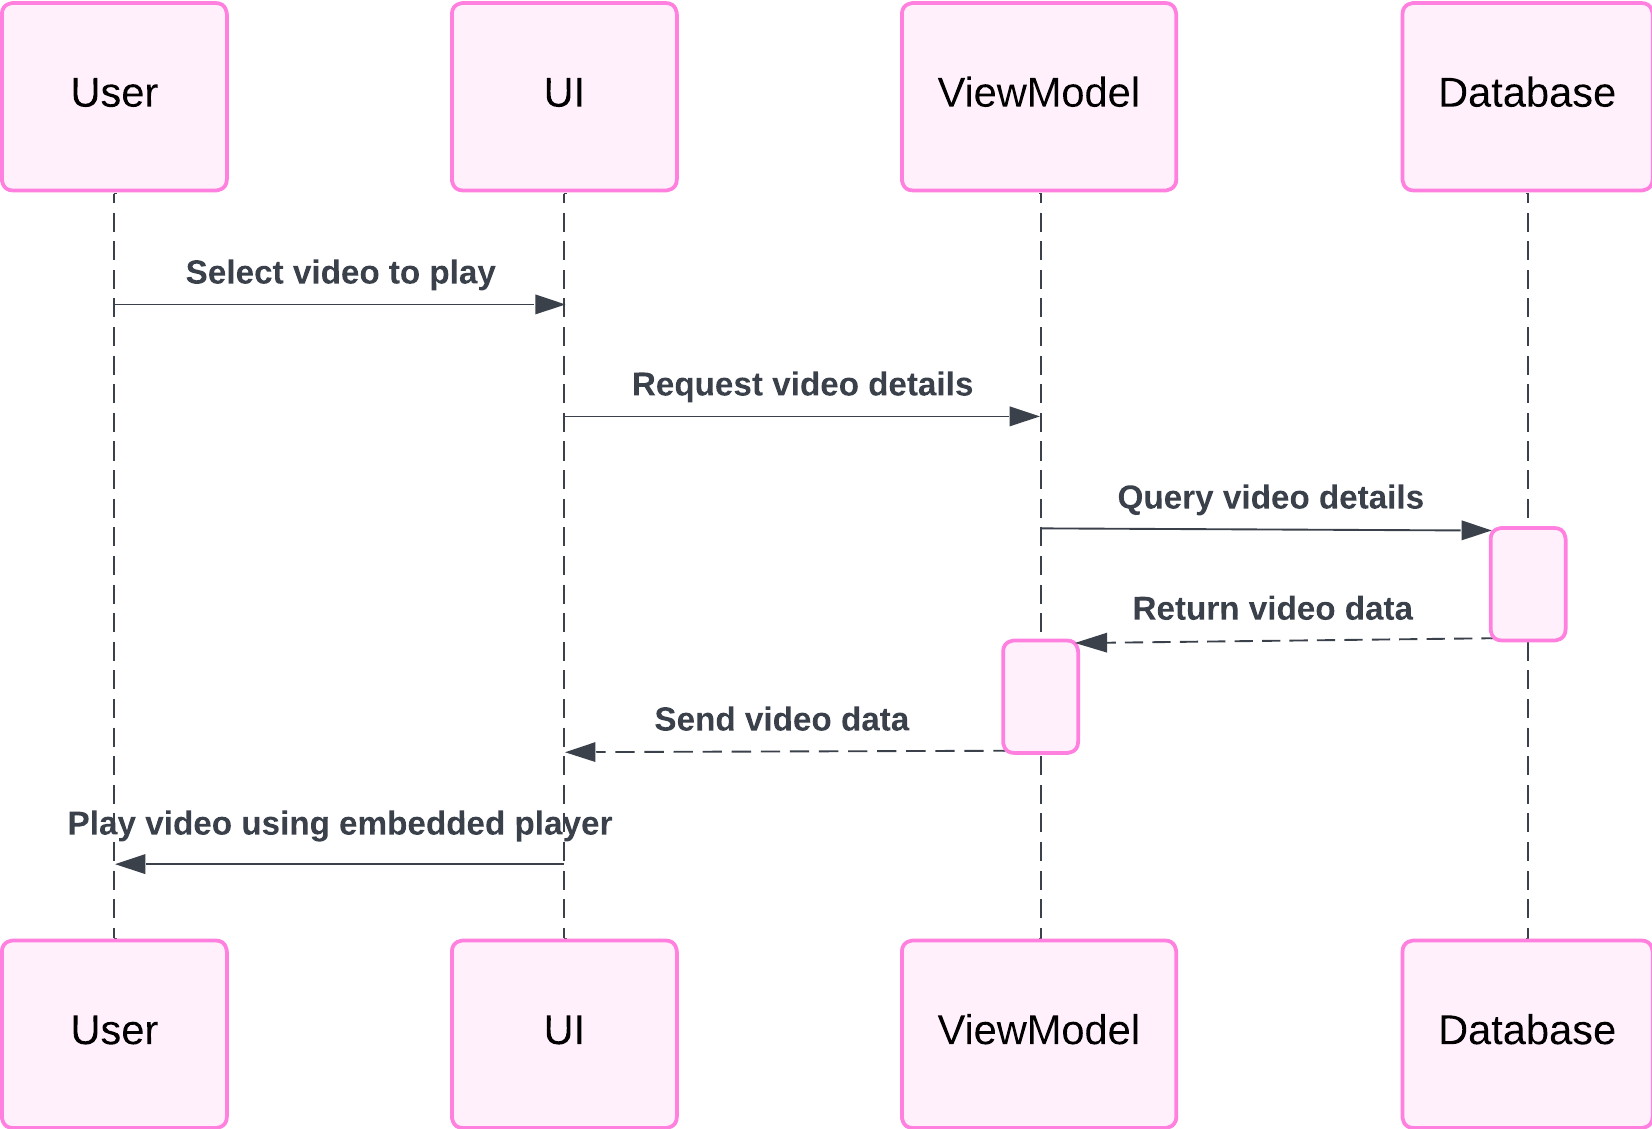 User
UI
ViewModel
Database
Select video to play
Request video details
Query video details
Return video data
Send video data
Play video using embedded player
User
UI
ViewModel
Database